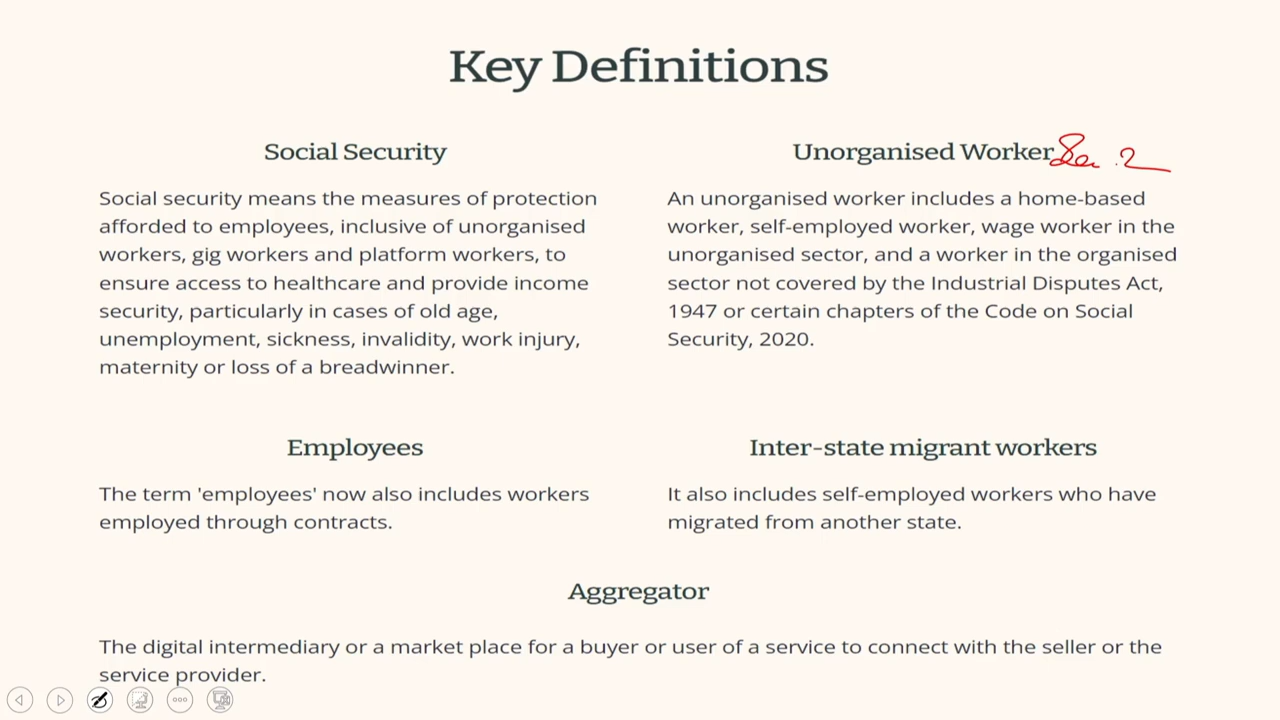 Key Definitions
Social Security
Social security means the measures of protection
afforded to employees, inclusive of unorganised
workers, gig workers and platform workers, to
ensure access to healthcare and provide income
security, particularly in cases of old age,
unemployment, sickness, invalidity, work injury,
maternity or loss of a breadwinner.
Unorganised Worker Sec. 2
An unorganised worker includes a home-based
worker, self-employed worker, wage worker in the
unorganised sector, and a worker in the organised
sector not covered by the Industrial Disputes Act,
1947 or certain chapters of the Code on Social
Security, 2020.
Employees
The term 'employees' now also includes workers
employed through contracts.
Inter-state migrant workers
It also includes self-employed workers who have
migrated from another state.
Aggregator
The digital intermediary or a market place for a buyer or user of a service to connect with the seller or the
service provider.